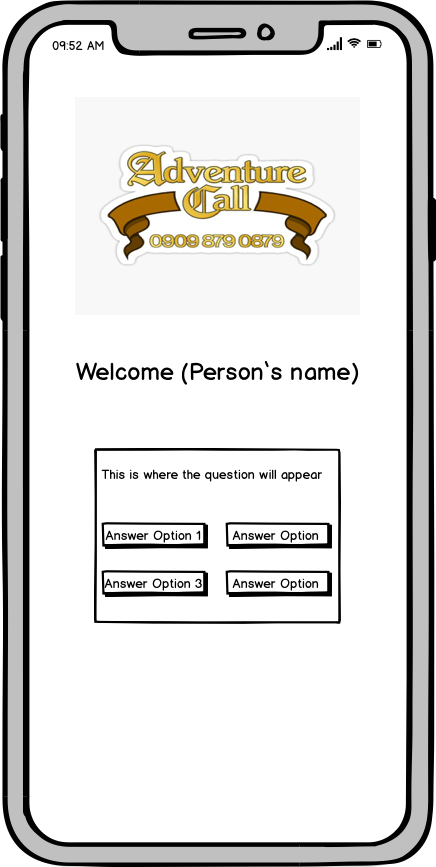 09:52 AM
Adventure
Call
0909 879 0879
Welcome (Person`s name)
This is where the question will appear
Answer Option 1
Answer Option
Answer Option 3
Answer Option